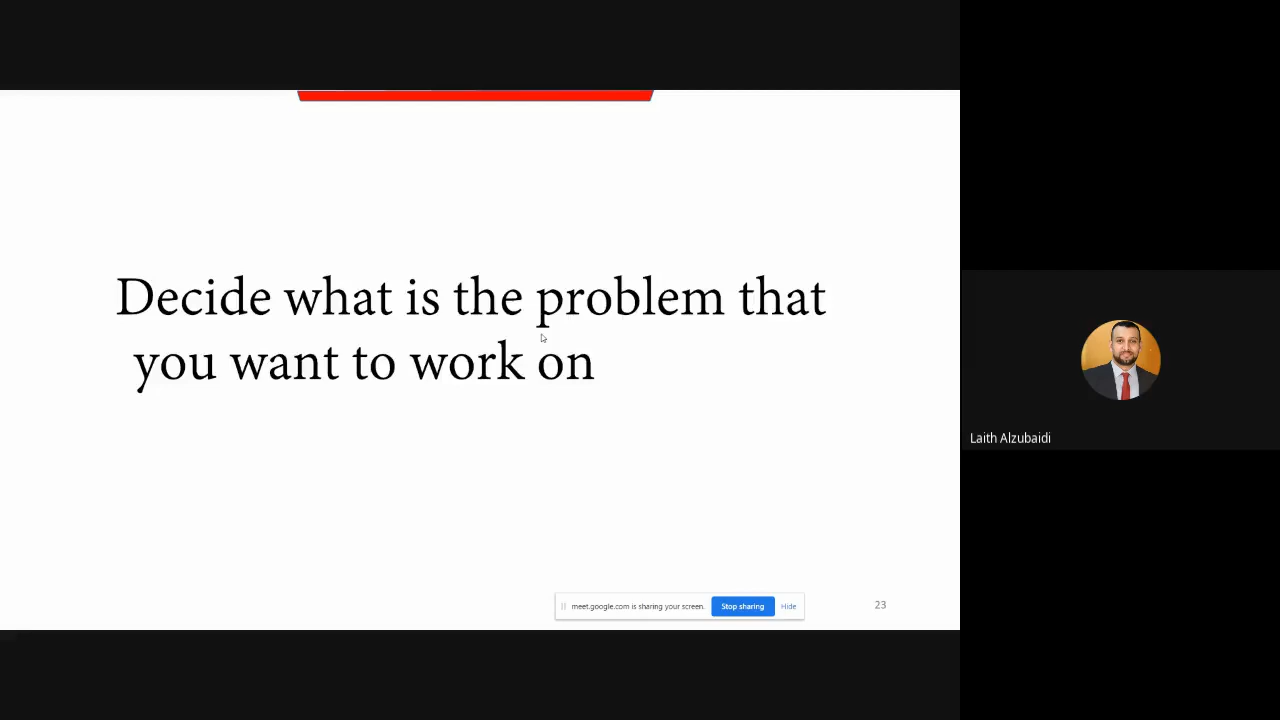 Decide what is the problem that
you want to work on
Laith Alzubaidi
meet.google.com is sharing your screen.
Stop sharing
Hide
23